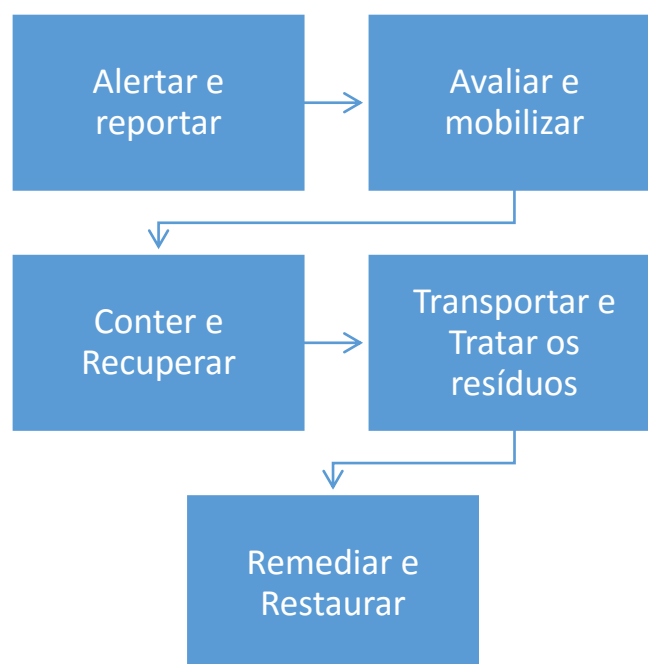 Alertar e
reportar
Avaliar e
mobilizar
Conter e
Recuperar
Transportar e
Tratar os
resíduos
Remediar e
Restaurar